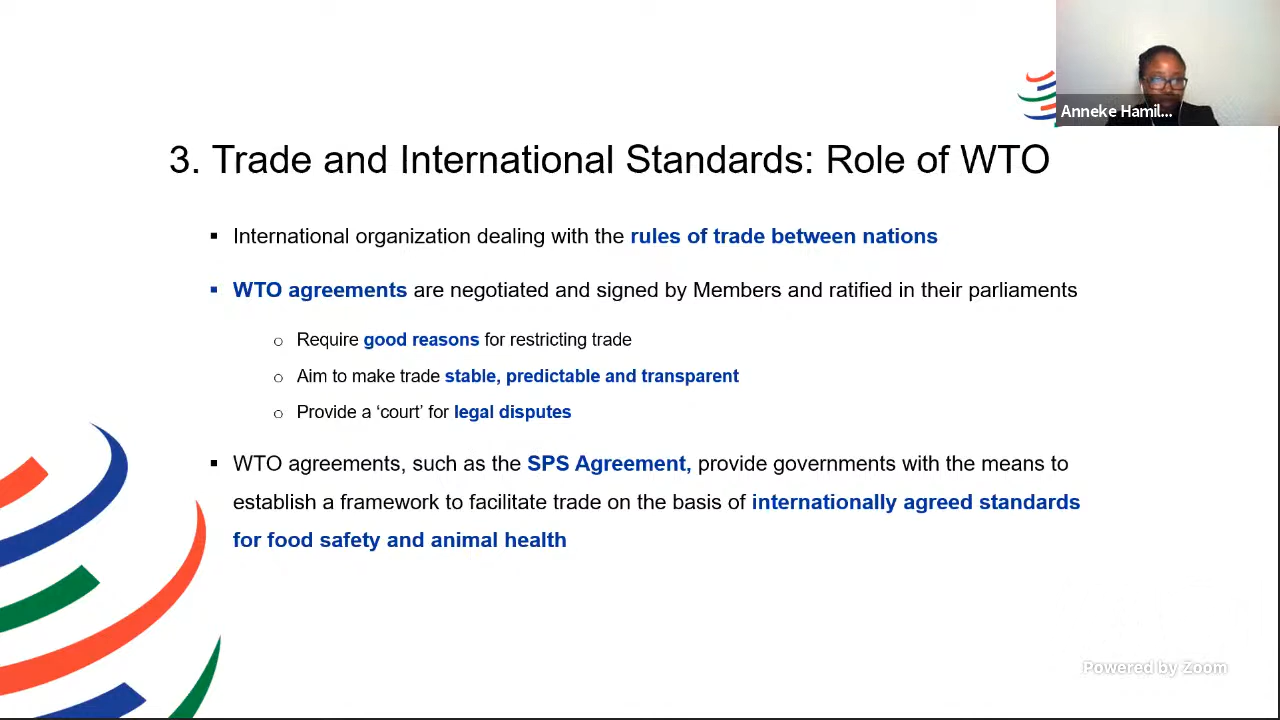 Anneke Hamil...
3. Trade and International Standards: Role of WTO
▪ International organization dealing with the rules of trade between nations
▪ WTO agreements are negotiated and signed by Members and ratified in their parliaments
o Require good reasons for restricting trade
o Aim to make trade stable, predictable and transparent
o Provide a ‘court’ for legal disputes
▪ WTO agreements, such as the SPS Agreement, provide governments with the means to
establish a framework to facilitate trade on the basis of internationally agreed standards
for food safety and animal health
Powered by Zoom